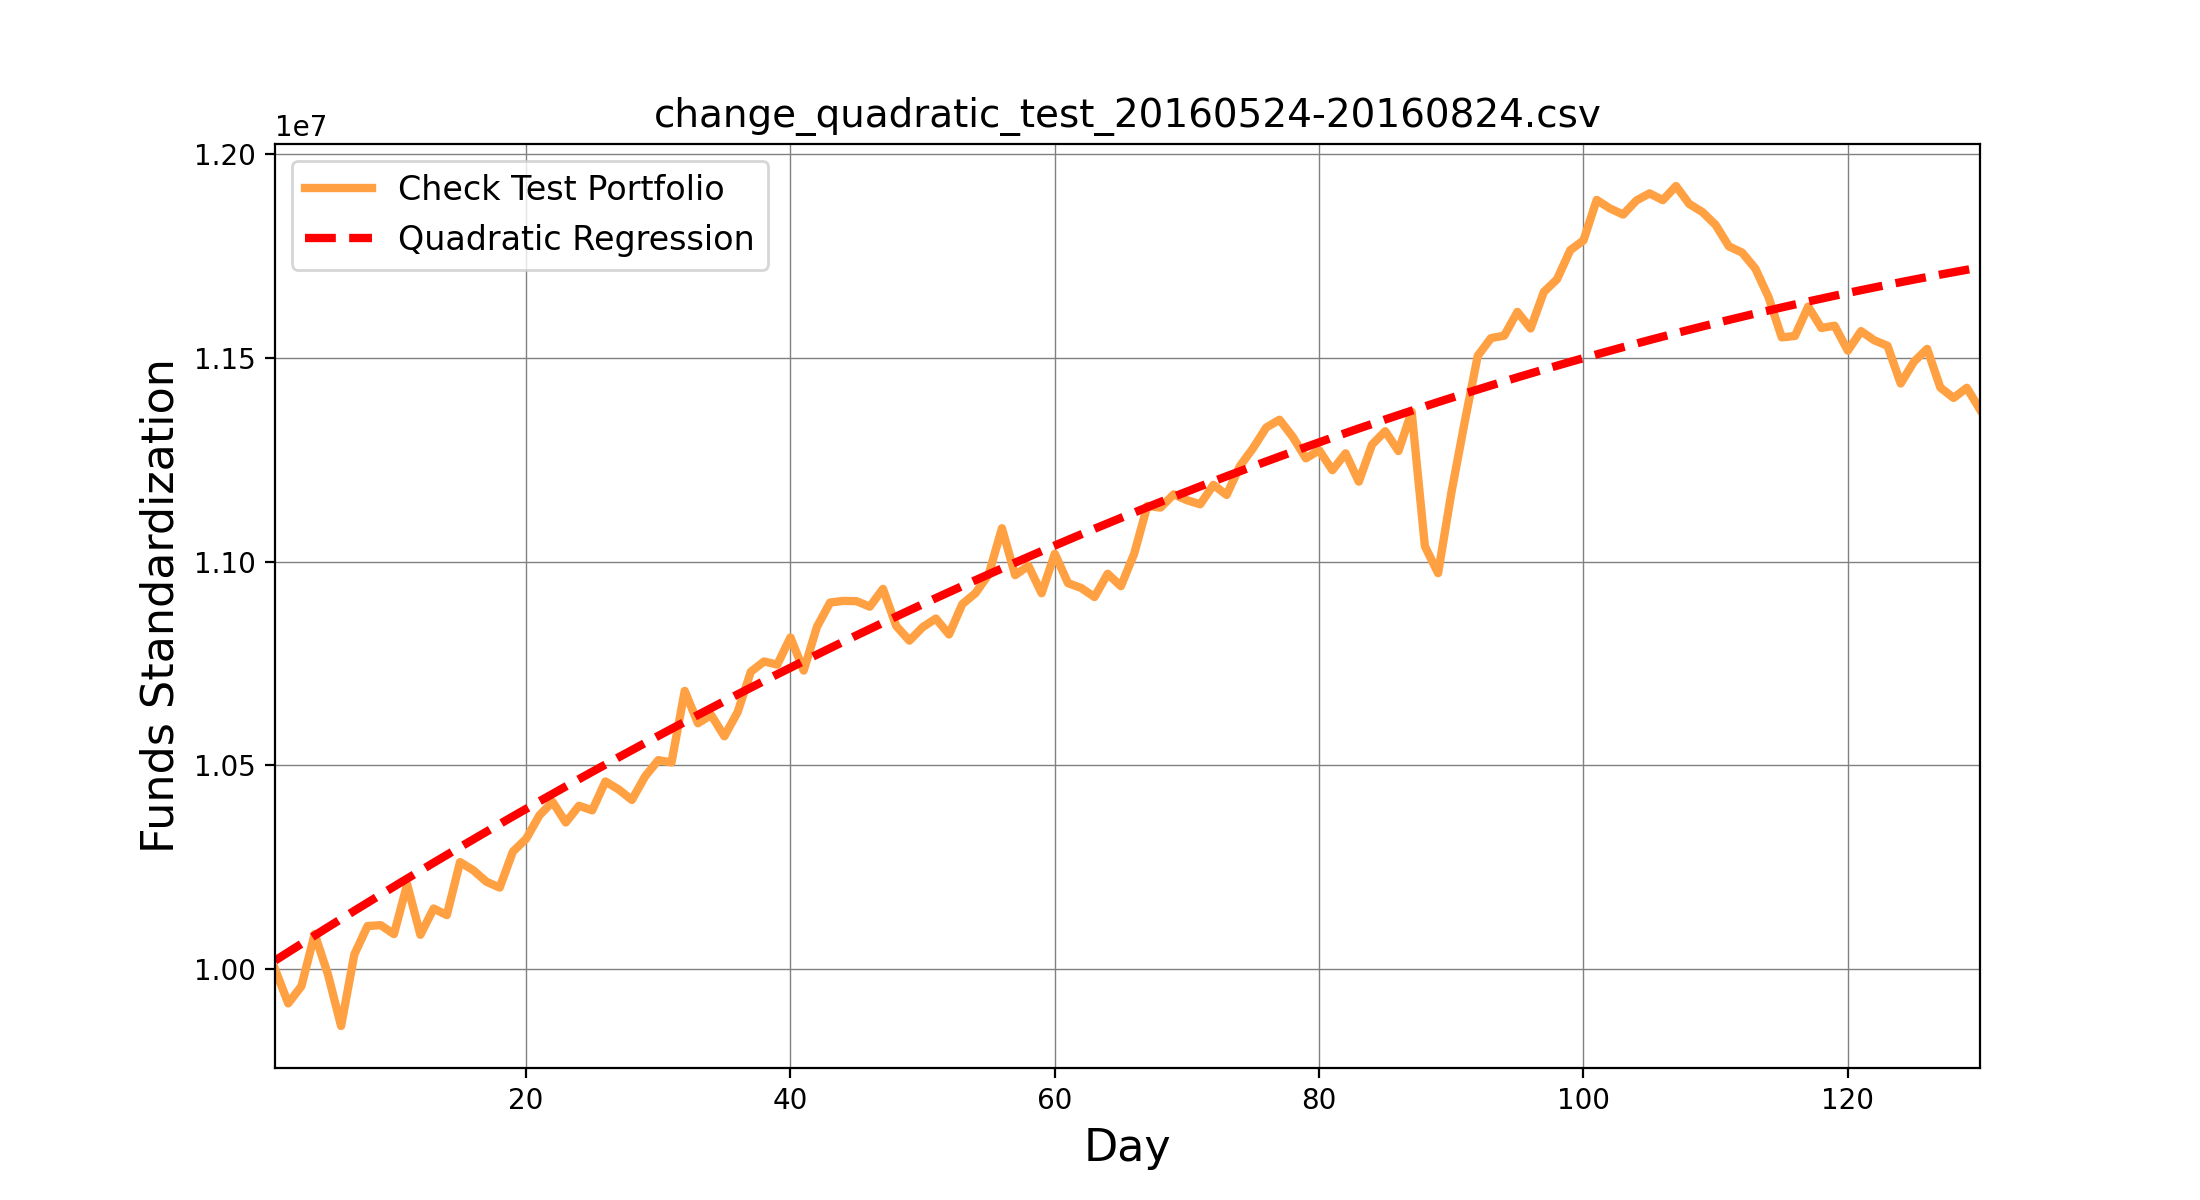 change_quadratic_test_20160524-20160824.csv
1e7
Check Test Portfolio
Quadratic Regression
1.20
1.15
1.10
1.05
1.00
Funds Standardization
20 40 60 80 100 120
Day